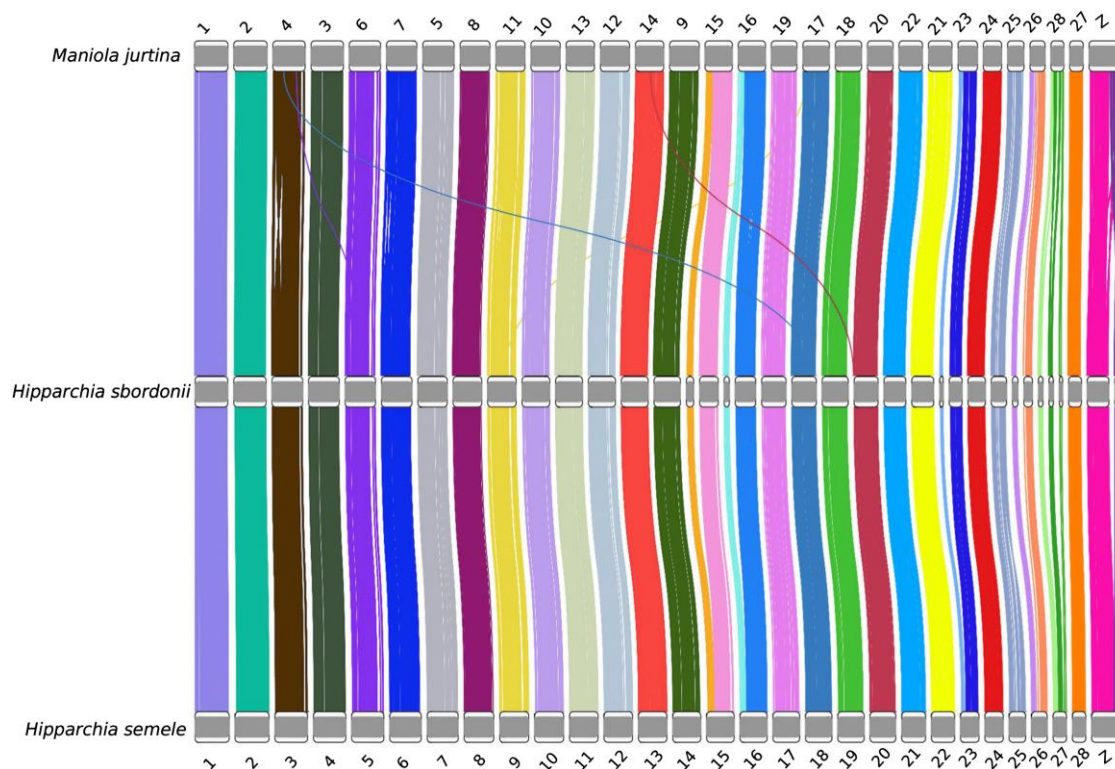 1 2 4 3 6 7 5 8 11 10 13 12 14 9 15 16 19 17 18 20 22 21 23 24 25 26 28 27 Z
Maniola jurtina
Hipparchia sbordonii
Hipparchia semele
1 2 3 4 5 6 7 8 9 10 11 12 13 14 15 16 17 18 19 20 21 22 23 24 25 26 27 28 Z